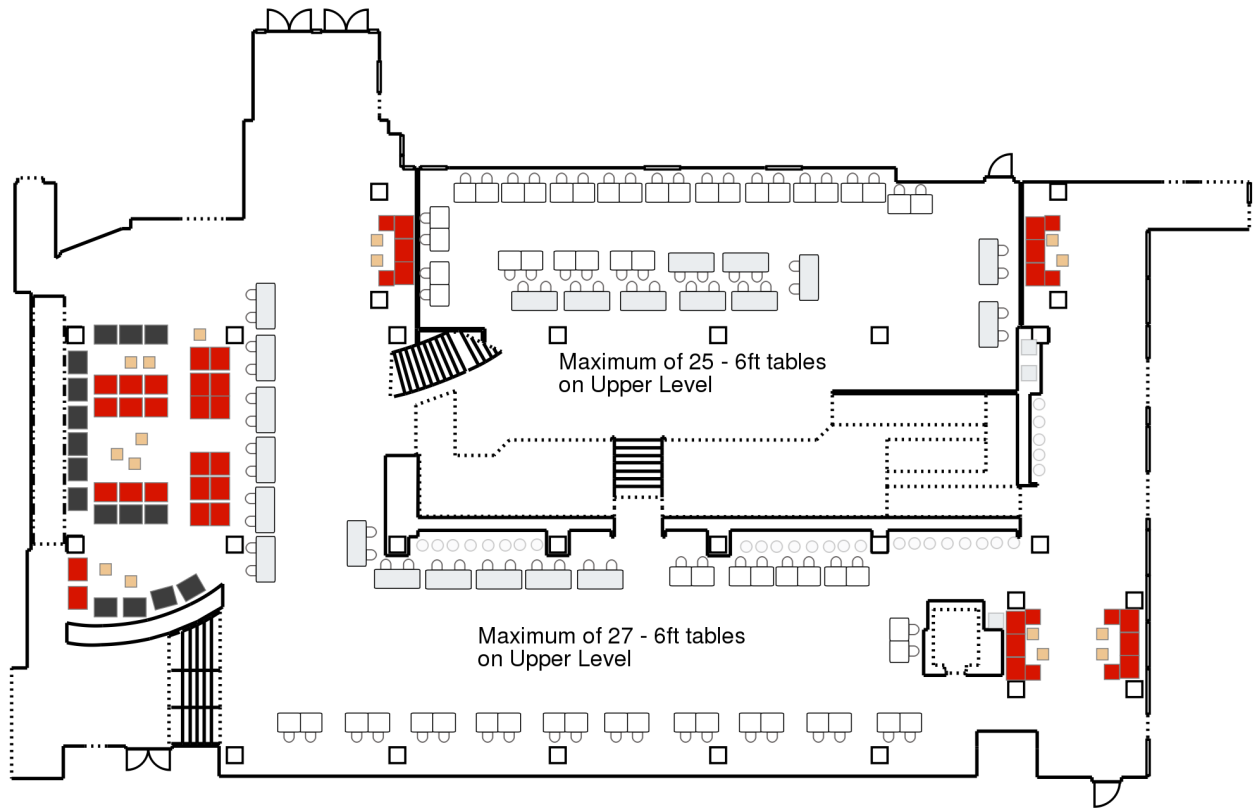 Maximum of 25 - 6ft tables
on Upper Level
Maximum of 27 - 6ft tables
on Upper Level